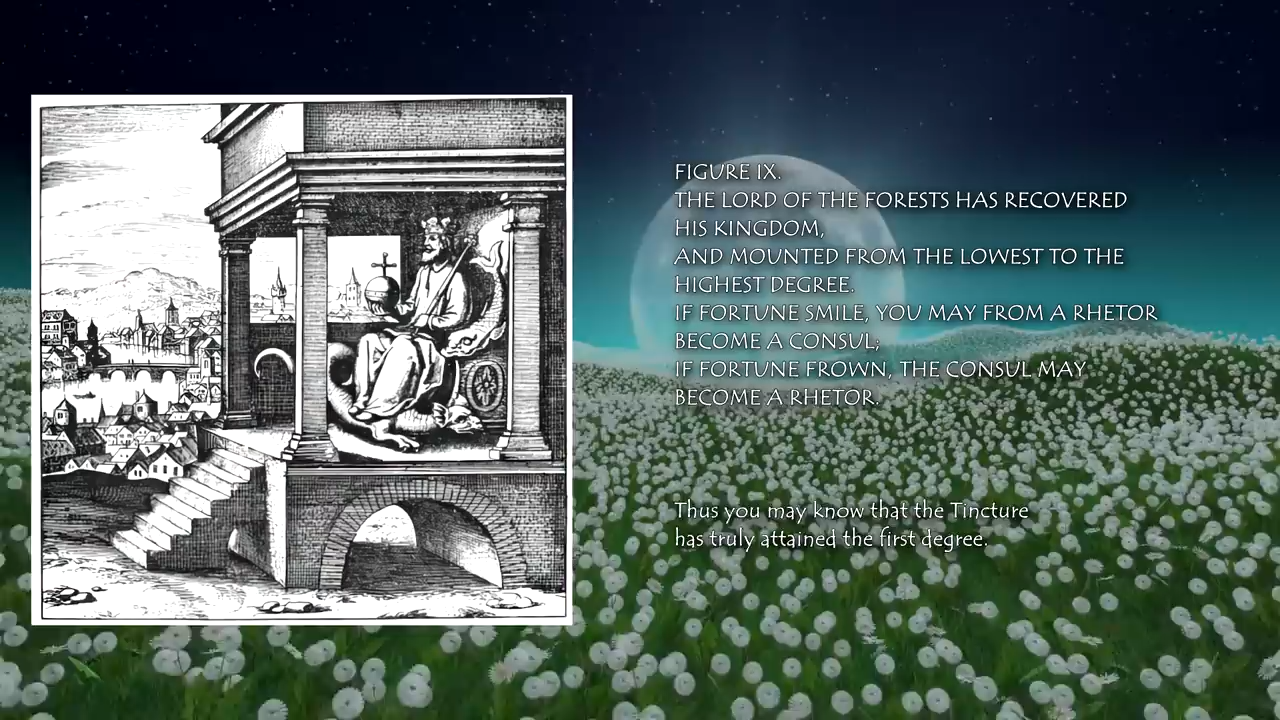 FIGURE IX.
THE LORD OF THE FORESTS HAS RECOVERED
HIS KINGDOM,
AND MOUNTED FROM THE LOWEST TO THE
HIGHEST DEGREE.
IF FORTUNE SMILE, YOU MAY FROM A RHETOR
BECOME A CONSUL;
IF FORTUNE FROWN, THE CONSUL MAY
BECOME A RHETOR.
Thus you may know that the Tincture
has truly attained the first degree.